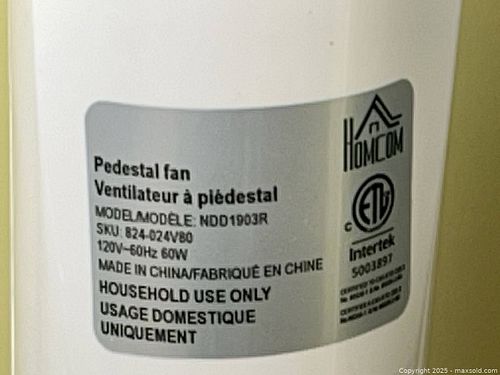 Pedestal fan
Ventilateur à piédestal
MODEL/MODÈLE: NDD1903R
SKU: 824-024V80
120V~60Hz 60W
MADE IN CHINA/FABRIQUÉ EN CHINE
HOUSEHOLD USE ONLY
USAGE DOMESTIQUE
UNIQUEMENT
HOMCOM
ETL
C
Intertek
5003897
Copyright © 2025 - maxsold.com